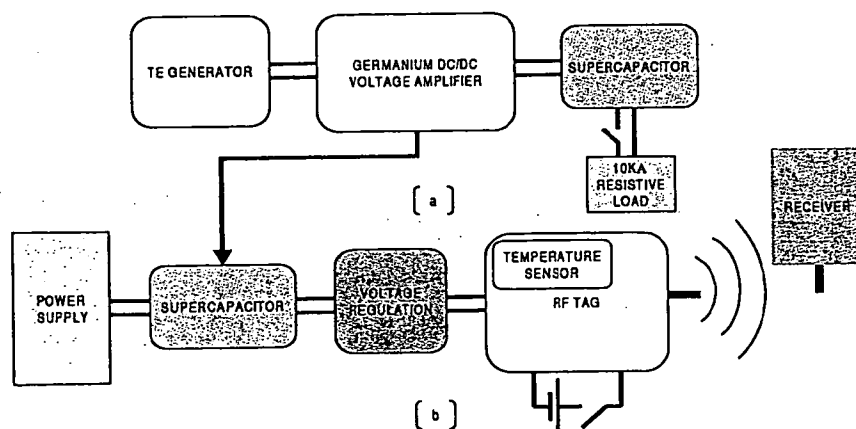 TE GENERATOR
GERMANIUM DC/DC
VOLTAGE AMPLIFIER
SUPERCAPACITOR
10KA
RESISTIVE
LOAD
RECEIVER
[a]
POWER
SUPPLY
SUPERCAPACITOR
VOLTAGE
REGULATION
TEMPERATURE
SENSOR
RF TAG
[b]